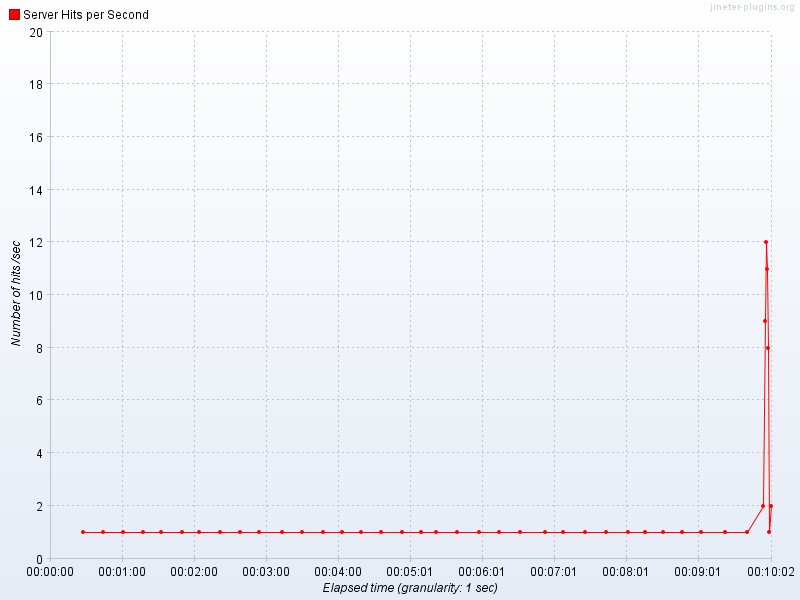 jmeter-plugins.org
Server Hits per Second
20
18
16
14
12
10
8
6
4
2
0
Number of hits /sec
00:00:00 00:01:00 00:02:00 00:03:00 00:04:00 00:05:01 00:06:01 00:07:01 00:08:01 00:09:01 00:10:02
Elapsed time (granularity: 1 sec)